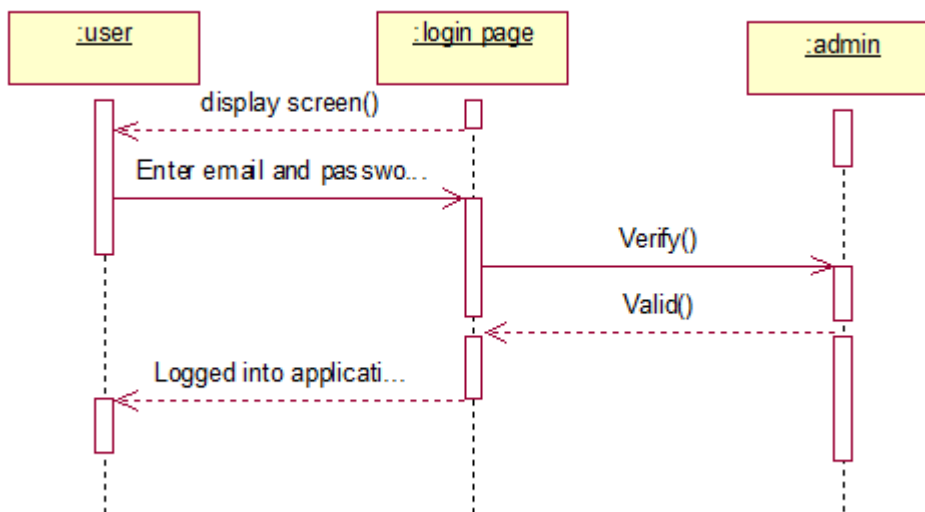 :user
:login page
:admin
display screen()
Enter email and passwo...
Verify()
Valid()
Logged into applicati...